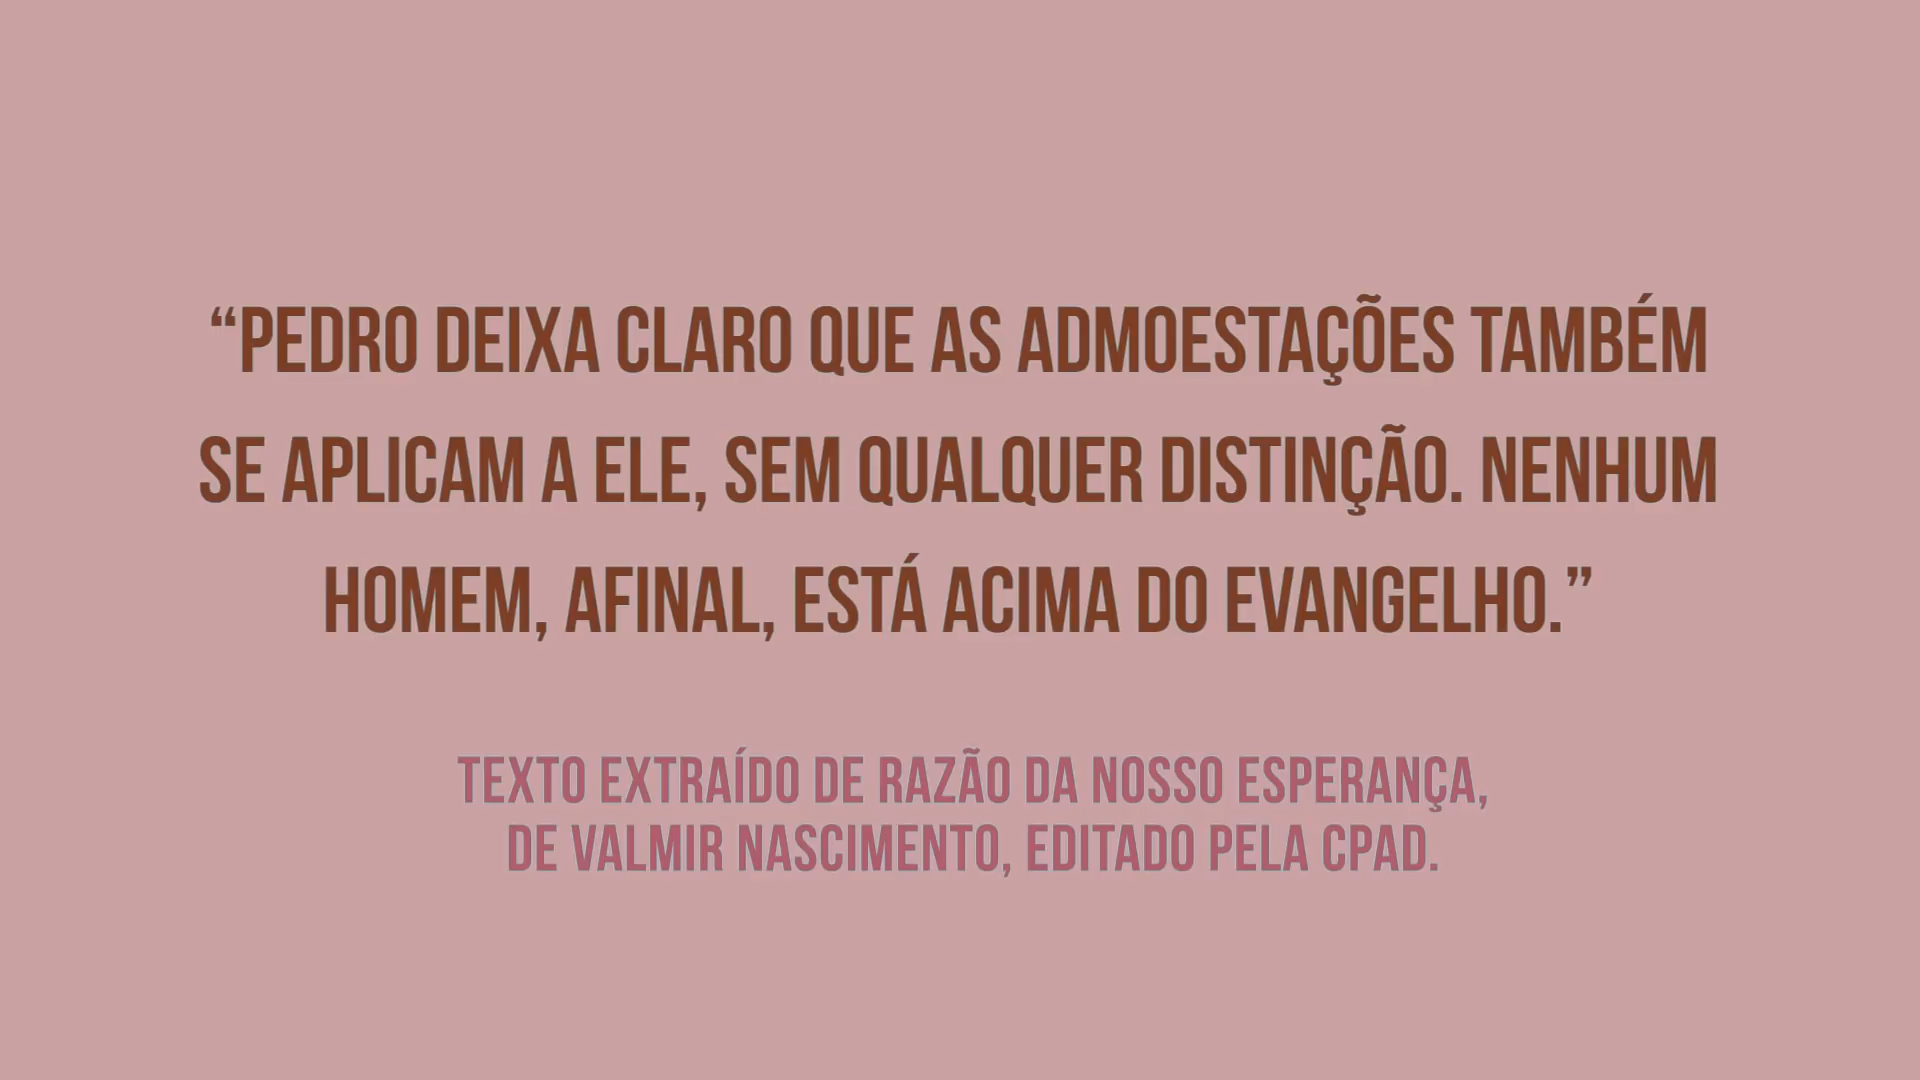 “PEDRO DEIXA CLARO QUE AS ADMOESTAÇÕES TAMBÉM
SE APLICAM A ELE, SEM QUALQUER DISTINÇÃO. NENHUM
HOMEM, AFINAL, ESTÁ ACIMA DO EVANGELHO.”
TEXTO EXTRAÍDO DE RAZÃO DA NOSSO ESPERANÇA,
DE VALMIR NASCIMENTO, EDITADO PELA CPAD.